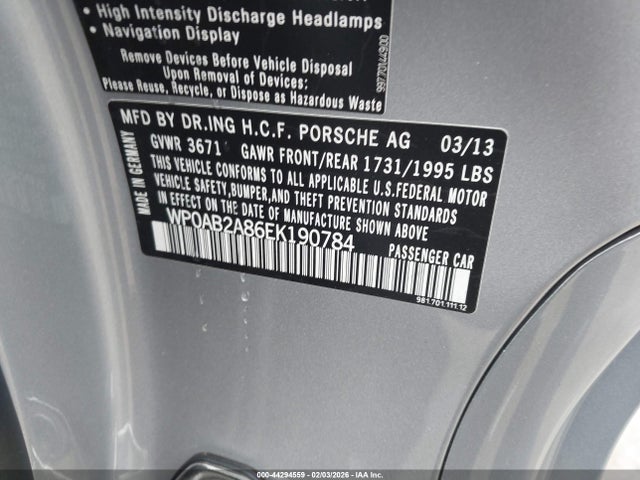 • High Intensity Discharge Headlamps
• Navigation Display
Remove Devices Before Vehicle Disposal
Upon Removal of Devices:
Please Reuse, Recycle, or Dispose as Hazardous Waste
99770144900
MFD BY DR.ING H.C.F. PORSCHE AG 03/13
GVWR 3671 GAWR FRONT/REAR 1731/1995 LBS
THIS VEHICLE CONFORMS TO ALL APPLICABLE U.S.FEDERAL MOTOR
VEHICLE SAFETY,BUMPER,AND THEFT PREVENTION STANDARDS
IN EFFECT ON THE DATE OF MANUFACTURE SHOWN ABOVE
WP0AB2A86EK190784 PASSENGER CAR
MADE IN GERMANY
981.701.111.12
000-44294559 | 02/03/2026 | IAA Inc.